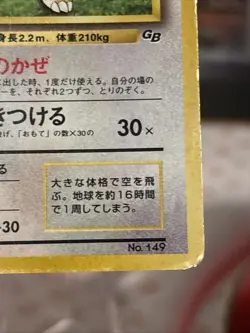 身長2.2m、体重210kg
GB
のかぜ
出した時、1度だけ使える。自分の場の
ーを、それぞれ2つずつ、とりのぞく。
きつける
30×
げ、「おもて」の数×30の
大きな体格で空を飛
ぶ。地球を約16時間
で1周してしまう。
-30
No. 149